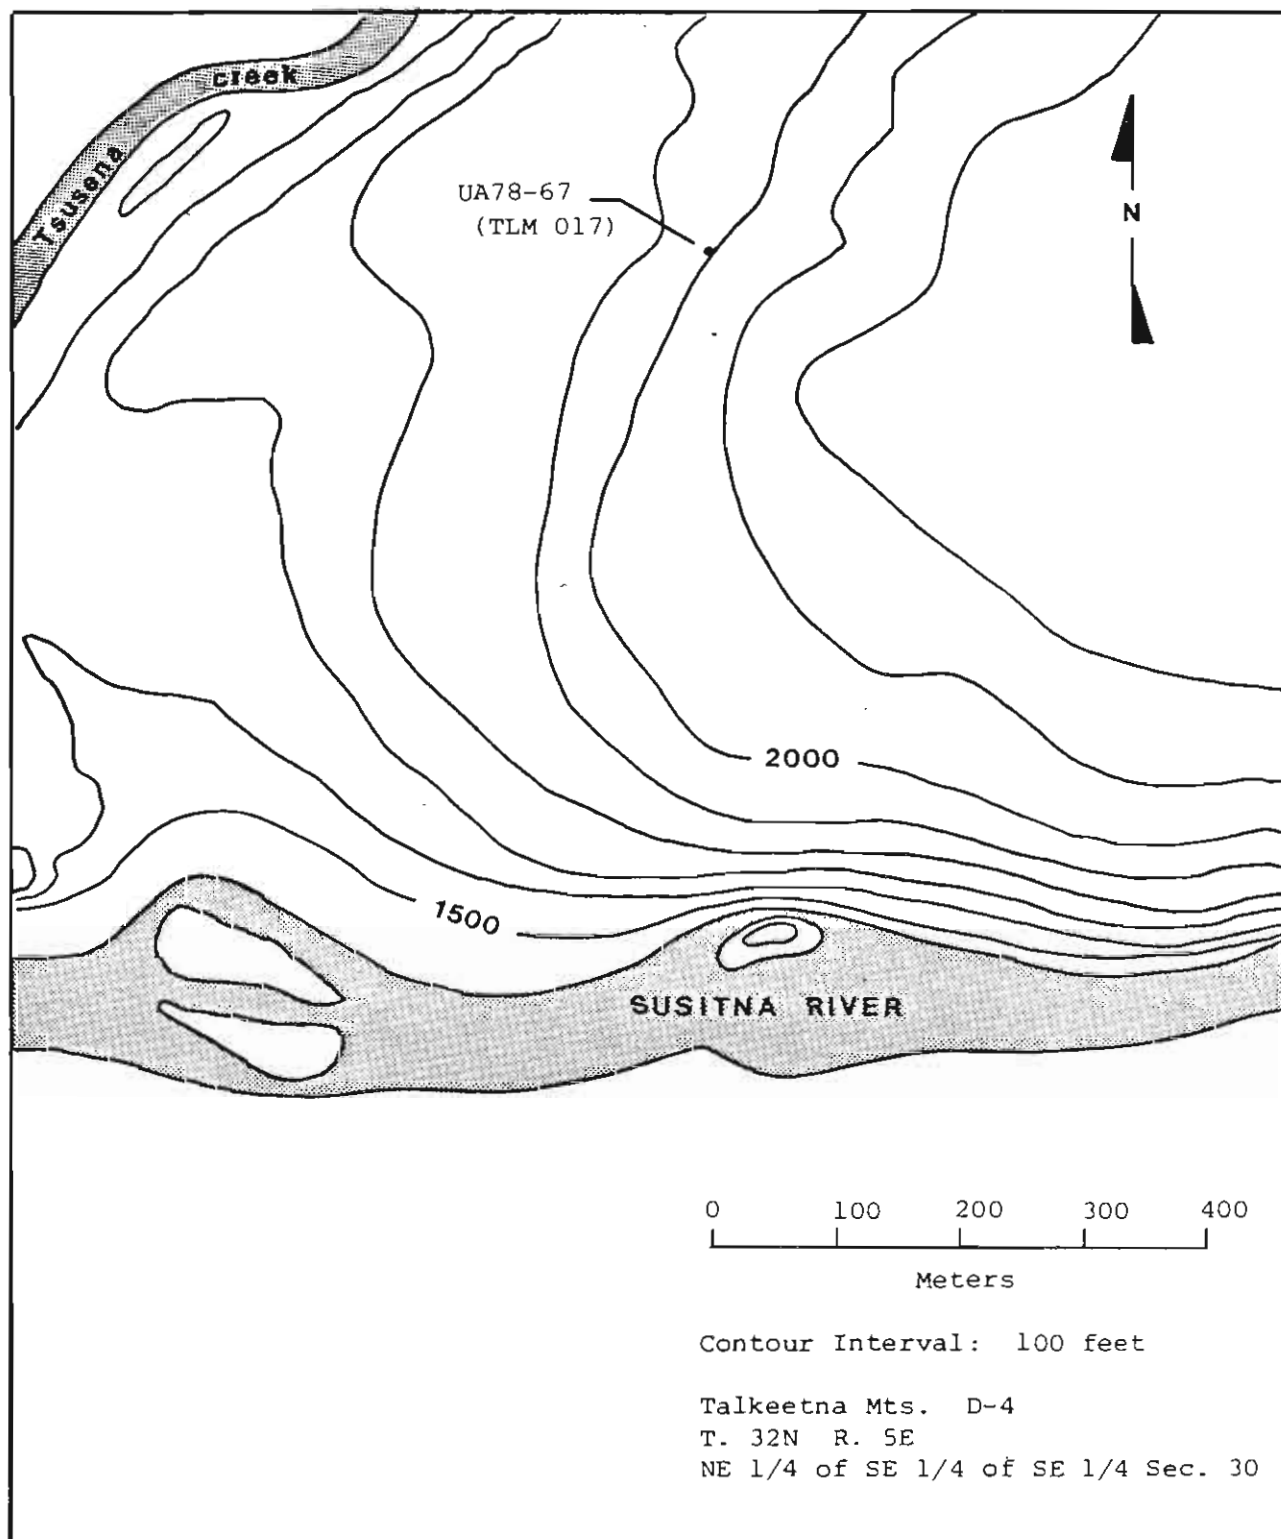 Tsusena creek
UA78-67
(TLM 017)
N
2000
1500
SUSITNA RIVER
0 100 200 300 400
Meters
Contour Interval: 100 feet
Talkeetna Mts. D-4
T. 32N R. 5E
NE 1/4 of SE 1/4 of SE 1/4 Sec. 30